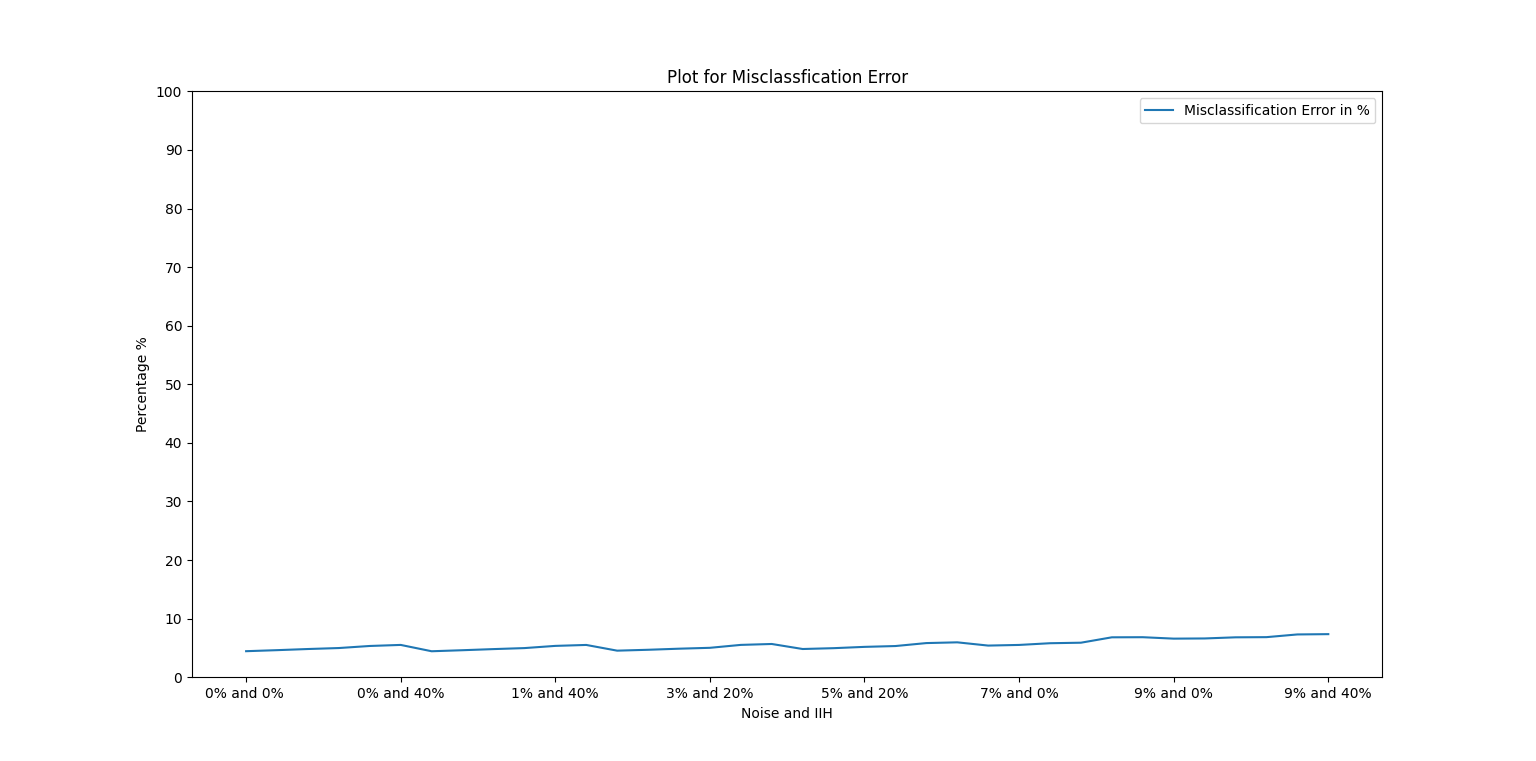 Plot for Misclassfication Error
Misclassification Error in %
100
90
80
70
60
50
40
30
20
10
0
Percentage %
0% and 0%
0% and 40%
1% and 40%
3% and 20%
5% and 20%
7% and 0%
9% and 0%
9% and 40%
Noise and IIH